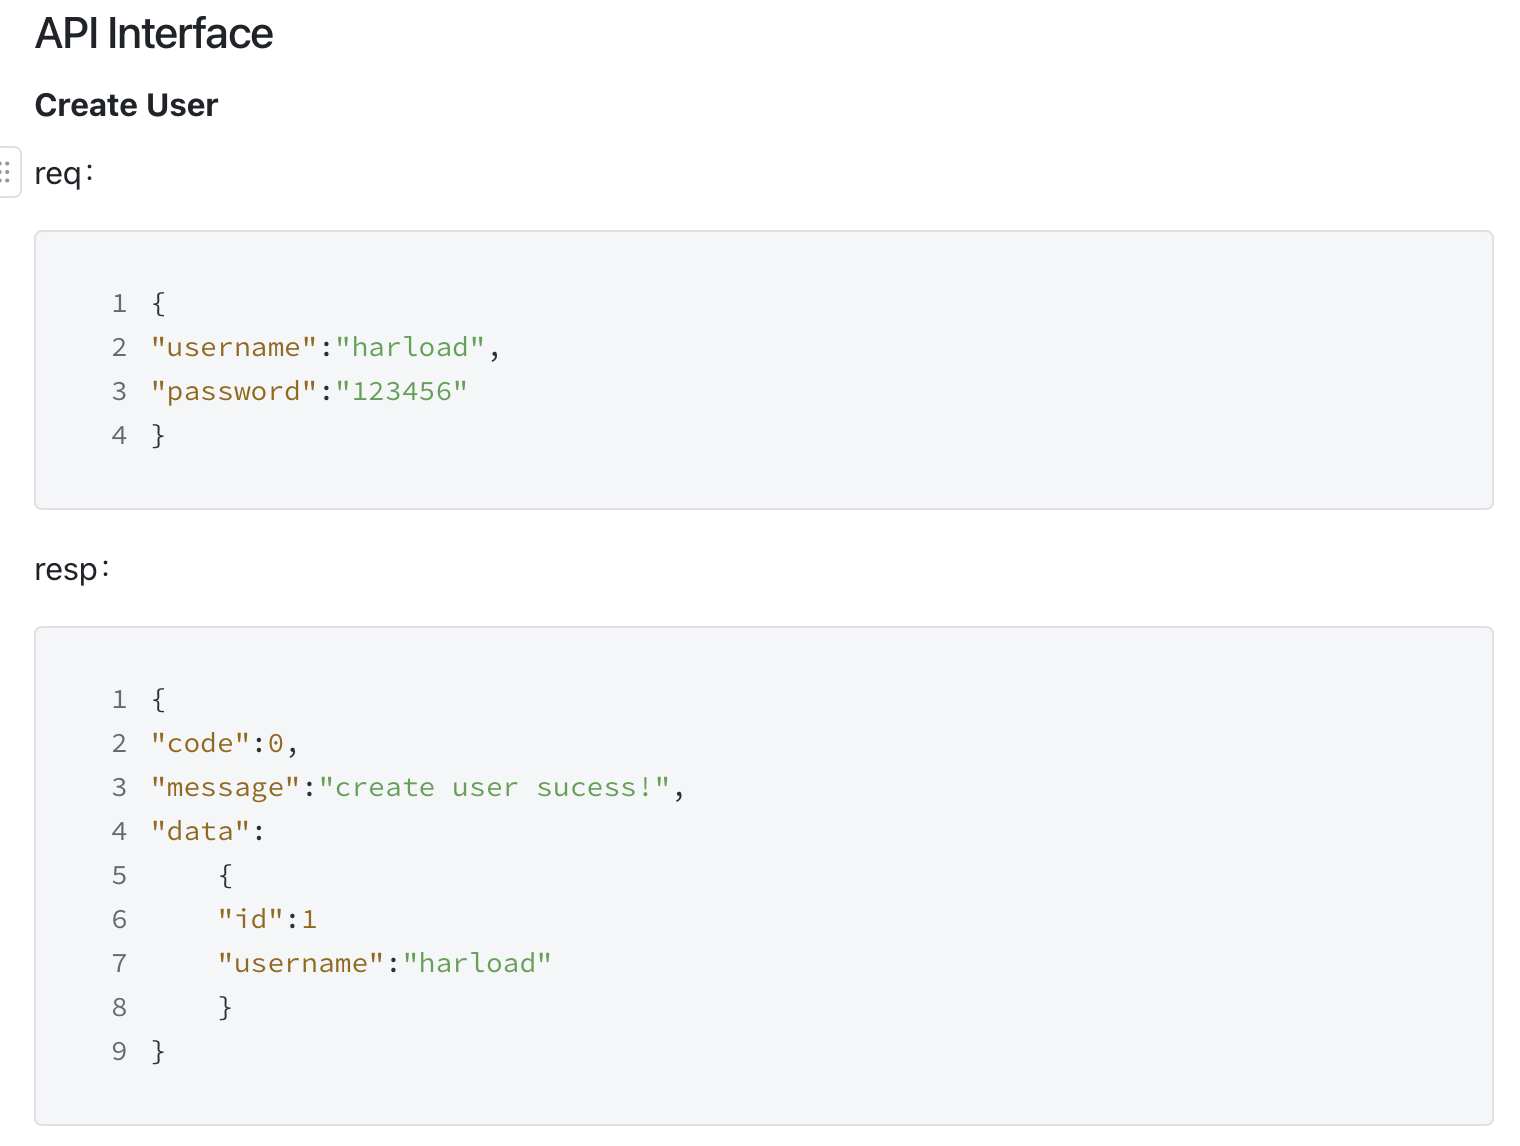 API Interface
Create User
req：
1 {
2 "username":"harload",
3 "password":"123456"
4 }
resp：
1 {
2 "code":0,
3 "message":"create user sucess!",
4 "data":
5     {
6     "id":1
7     "username":"harload"
8     }
9 }